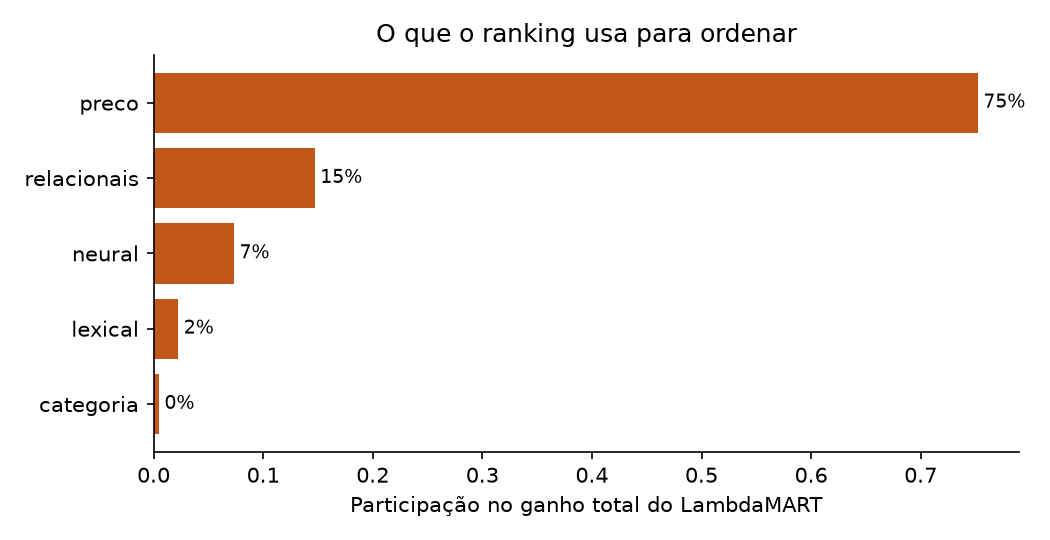 O que o ranking usa para ordenar
preco
75%
relacionais
15%
neural
7%
lexical
2%
categoria
0%
0.0 0.1 0.2 0.3 0.4 0.5 0.6 0.7
Participação no ganho total do LambdaMART